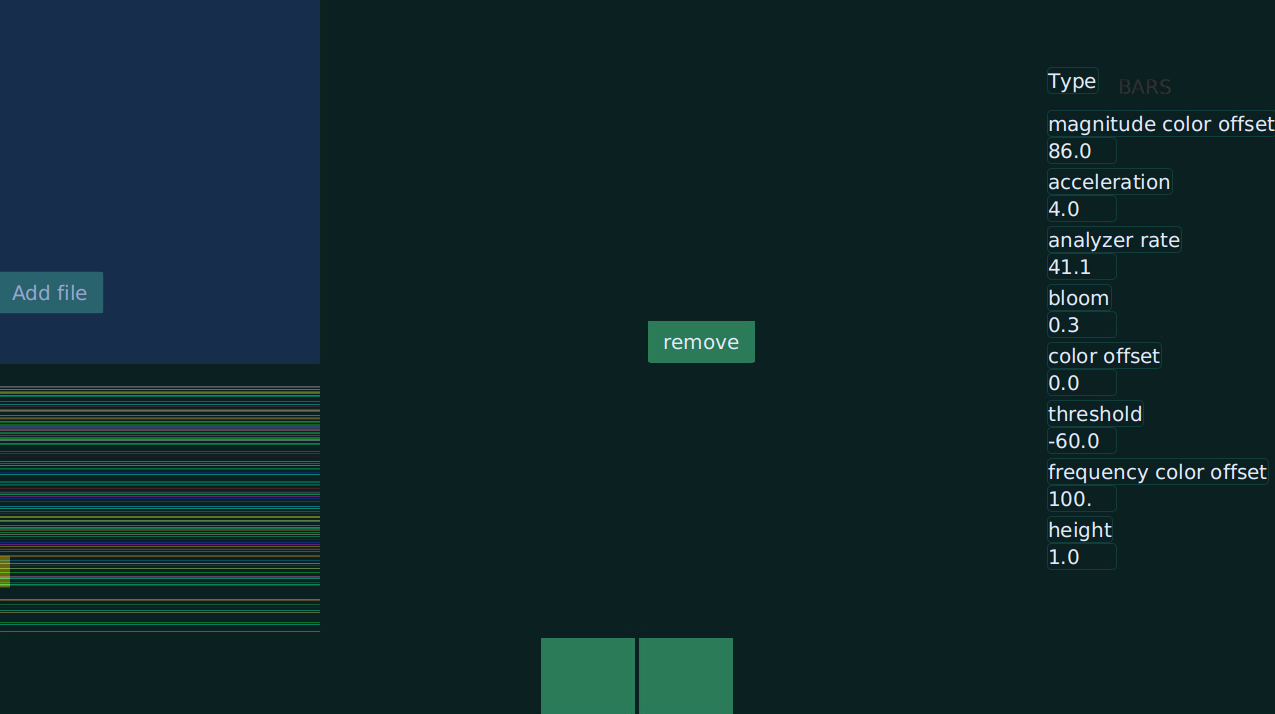 Type
BARS
magnitude color offset
86.0
acceleration
4.0
analyzer rate
41.1
bloom
0.3
color offset
0.0
threshold
-60.0
frequency color offset
100.
height
1.0
Add file
remove